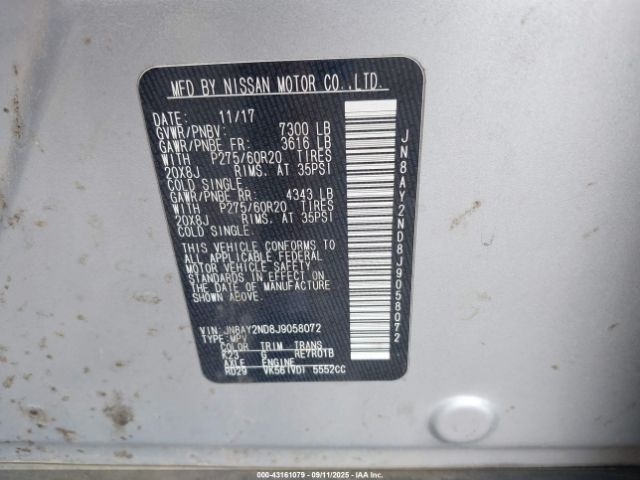 MFD BY NISSAN MOTOR CO.,LTD.
DATE: 11/17
GVWR/PNBV: 7300 LB
GAWR/PNBE FR: 3616 LB
WITH P275/60R20 TIRES
20X8J RIMS. AT 35PSI
COLD SINGLE.
GAWR/PNBE RR: 4343 LB
WITH P275/60R20 TIRES
20X8J RIMS. AT 35PSI
COLD SINGLE.
THIS VEHICLE CONFORMS TO
ALL APPLICABLE FEDERAL
MOTOR VEHICLE SAFETY
STANDARDS IN EFFECT ON
THE DATE OF MANUFACTURE
SHOWN ABOVE.
VIN: JN8AY2ND8J9058072
TYPE: MPV
COLOR TRIM TRANS
K23 G RE7R01B
AXLE ENGINE
RD29 VK56(VD) 5552CC
JN8AY2ND8J9058072
000-43161079 - 09/11/2025 - IAA Inc.